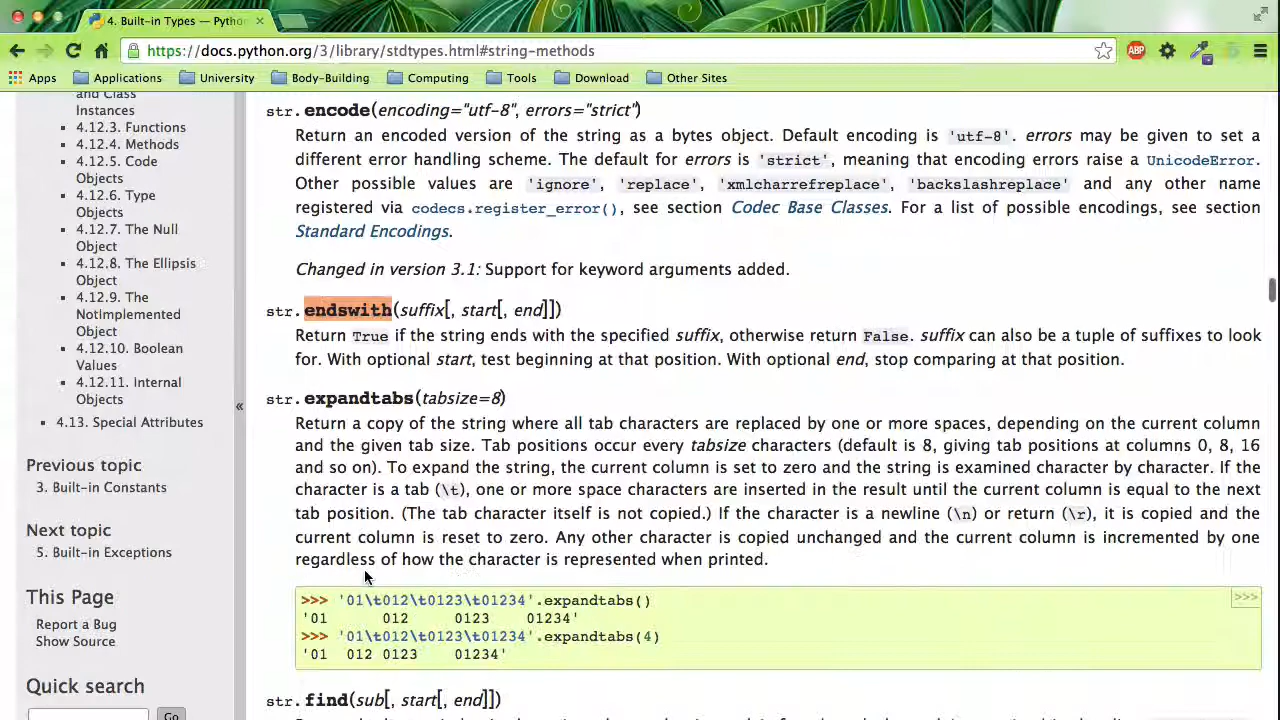 4. Built-in Types — Pytho
https://docs.python.org/3/library/stdtypes.html#string-methods
ABP
Apps Applications University Body-Building Computing Tools Download Other Sites
and Class
Instances
4.12.3. Functions
4.12.4. Methods
4.12.5. Code
Objects
4.12.6. Type
Objects
4.12.7. The Null
Object
4.12.8. The Ellipsis
Object
4.12.9. The
NotImplemented
Object
4.12.10. Boolean
Values
4.12.11. Internal
Objects
4.13. Special Attributes
Previous topic
3. Built-in Constants
Next topic
5. Built-in Exceptions
This Page
Report a Bug
Show Source
Quick search
Go
«
str.encode(encoding="utf-8", errors="strict")
Return an encoded version of the string as a bytes object. Default encoding is 'utf-8'. errors may be given to set a
different error handling scheme. The default for errors is 'strict', meaning that encoding errors raise a UnicodeError.
Other possible values are 'ignore', 'replace', 'xmlcharrefreplace', 'backslashreplace' and any other name
registered via codecs.register_error(), see section Codec Base Classes. For a list of possible encodings, see section
Standard Encodings.
Changed in version 3.1: Support for keyword arguments added.
str.endswith(suffix[, start[, end]])
Return True if the string ends with the specified suffix, otherwise return False. suffix can also be a tuple of suffixes to look
for. With optional start, test beginning at that position. With optional end, stop comparing at that position.
str.expandtabs(tabsize=8)
Return a copy of the string where all tab characters are replaced by one or more spaces, depending on the current column
and the given tab size. Tab positions occur every tabsize characters (default is 8, giving tab positions at columns 0, 8, 16
and so on). To expand the string, the current column is set to zero and the string is examined character by character. If the
character is a tab (\t), one or more space characters are inserted in the result until the current column is equal to the next
tab position. (The tab character itself is not copied.) If the character is a newline (\n) or return (\r), it is copied and the
current column is reset to zero. Any other character is copied unchanged and the current column is incremented by one
regardless of how the character is represented when printed.
>>> '01\t012\t0123\t01234'.expandtabs()
'01      012     0123    01234'
>>> '01\t012\t0123\t01234'.expandtabs(4)
'01  012 0123    01234'
>>>
str.find(sub[, start[, end]])